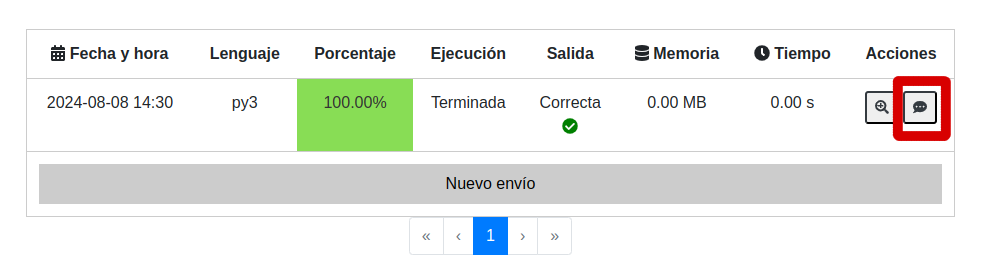 Fecha y hora Lenguaje Porcentaje Ejecución Salida Memoria Tiempo Acciones
2024-08-08 14:30 py3 100.00% Terminada Correcta 0.00 MB 0.00 s
Nuevo envío
« ‹ 1 › »